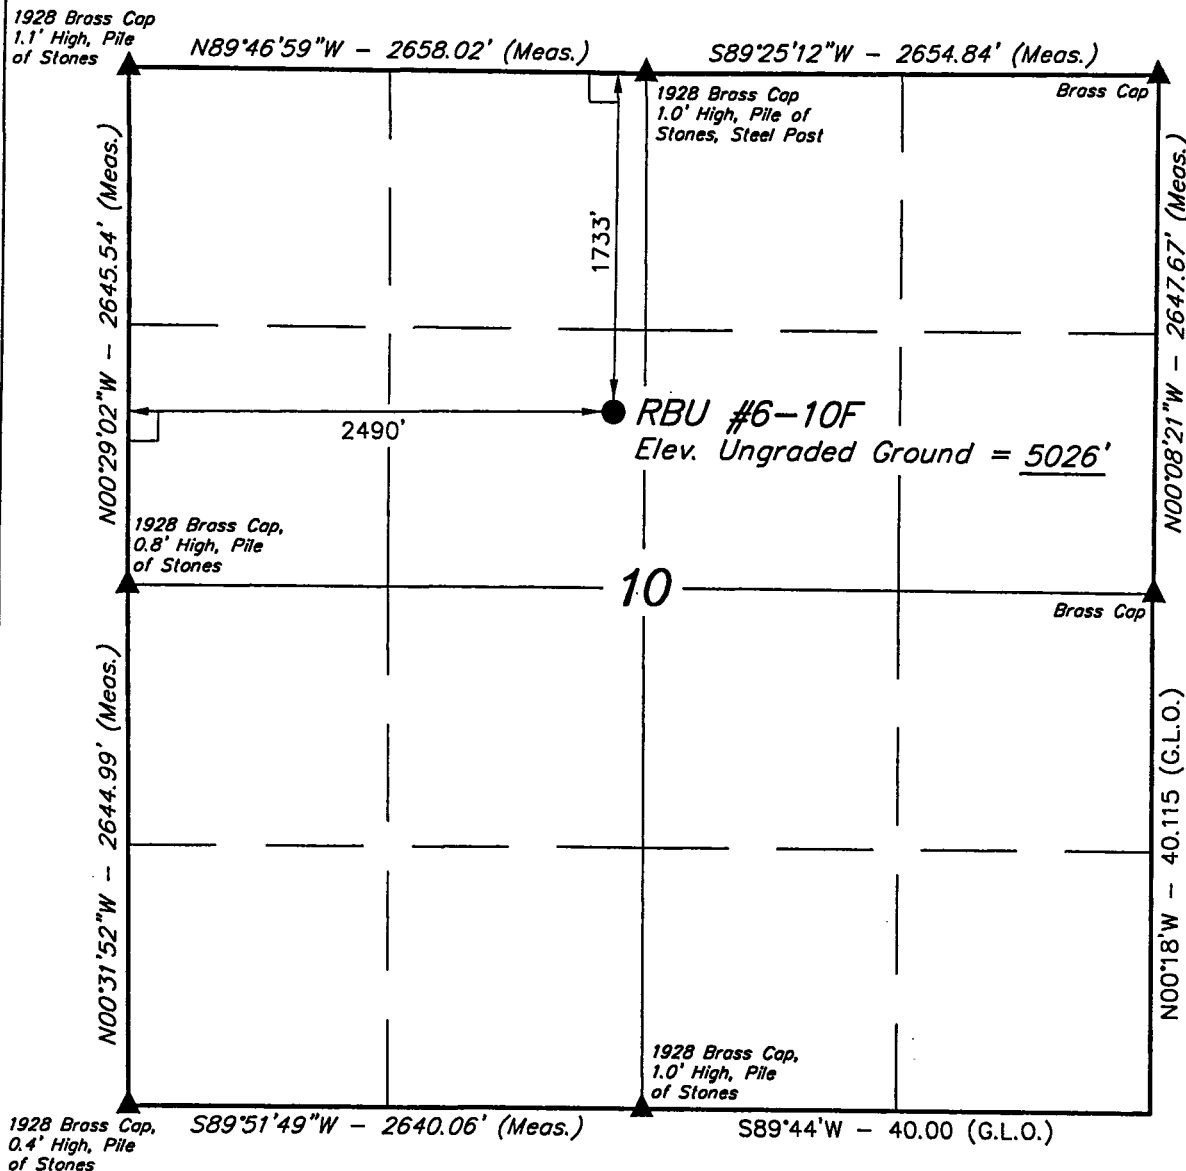 1928 Brass Cap
1.1' High, Pile
of Stones
N89°46'59"W - 2658.02' (Meas.)
S89°25'12"W - 2654.84' (Meas.)
1928 Brass Cap
1.0' High, Pile of
Stones, Steel Post
Brass Cap
N00°29'02"W - 2645.54' (Meas.)
1733'
N00°08'21"W - 2647.67' (Meas.)
2490'
RBU #6-10F
Elev. Ungraded Ground = 5026'
1928 Brass Cap,
0.8' High, Pile
of Stones
10
Brass Cap
N00°31'52"W - 2644.99' (Meas.)
N00°18'W - 40.115 (G.L.O.)
1928 Brass Cap,
1.0' High, Pile
of Stones
1928 Brass Cap,
0.4' High, Pile
of Stones
S89°51'49"W - 2640.06' (Meas.)
S89°44'W - 40.00 (G.L.O.)